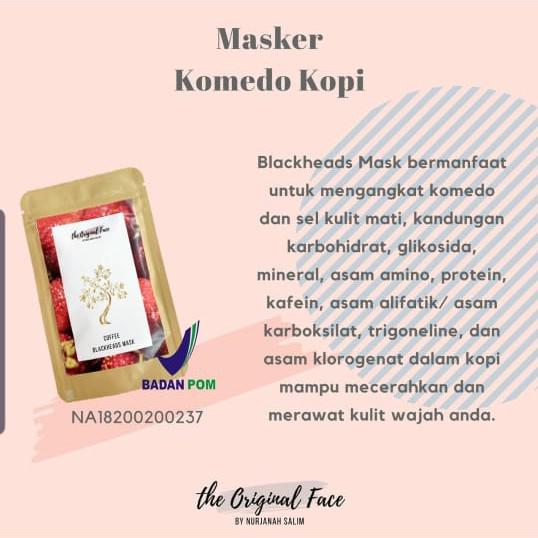 Masker
Komedo Kopi
Blackheads Mask bermanfaat
untuk mengangkat komedo
dan sel kulit mati, kandungan
karbohidrat, glikosida,
mineral, asam amino, protein,
kafein, asam alifatik/ asam
karboksilat, trigoneline, dan
asam klorogenat dalam kopi
mampu mecerahkan dan
merawat kulit wajah anda.
the Original Face
COFFEE
BLACKHEADS MASK
BADAN POM
NA18200200237
the Original Face
BY NURJANAH SALIM